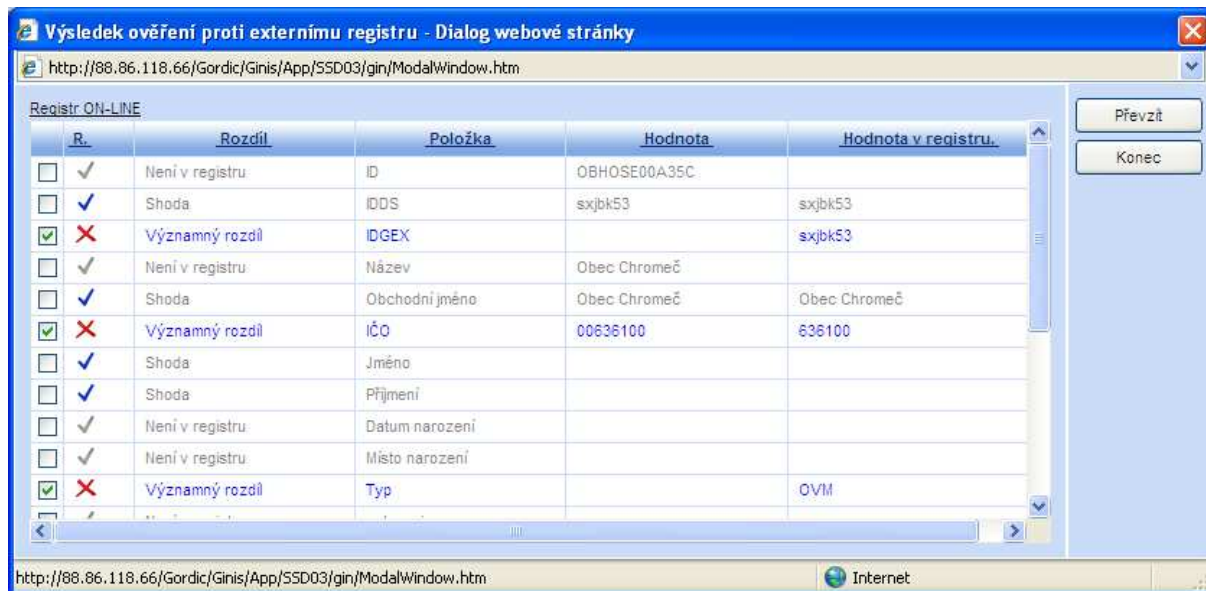 Výsledek ověření proti externímu registru - Dialog webové stránky
http://88.86.118.66/Gordic/Ginis/App/SSD03/gin/ModalWindow.htm
Registr ON-LINE
R. Rozdíl Položka Hodnota Hodnota v registru.
Není v registru ID OBHOSE00A35C
Shoda IDDS sxjbk53 sxjbk53
Významný rozdíl IDGEX sxjbk53
Není v registru Název Obec Chromeč
Shoda Obchodní jméno Obec Chromeč Obec Chromeč
Významný rozdíl IČO 00636100 636100
Shoda Jméno
Shoda Příjmení
Není v registru Datum narození
Není v registru Místo narození
Významný rozdíl Typ OVM
Převzít
Konec
http://88.86.118.66/Gordic/Ginis/App/SSD03/gin/ModalWindow.htm Internet